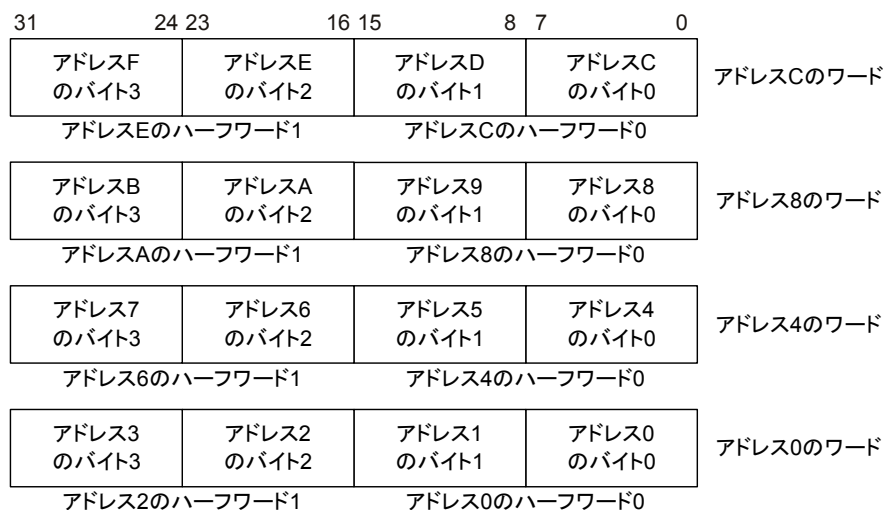 31 24 23 16 15 8 7 0
アドレスF アドレスE アドレスD アドレスC
のバイト3 のバイト2 のバイト1 のバイト0
アドレスCのワード
アドレスEのハーフワード1 アドレスCのハーフワード0
アドレスB アドレスA アドレス9 アドレス8
のバイト3 のバイト2 のバイト1 のバイト0
アドレス8のワード
アドレスAのハーフワード1 アドレス8のハーフワード0
アドレス7 アドレス6 アドレス5 アドレス4
のバイト3 のバイト2 のバイト1 のバイト0
アドレス4のワード
アドレス6のハーフワード1 アドレス4のハーフワード0
アドレス3 アドレス2 アドレス1 アドレス0
のバイト3 のバイト2 のバイト1 のバイト0
アドレス0のワード
アドレス2のハーフワード1 アドレス0のハーフワード0